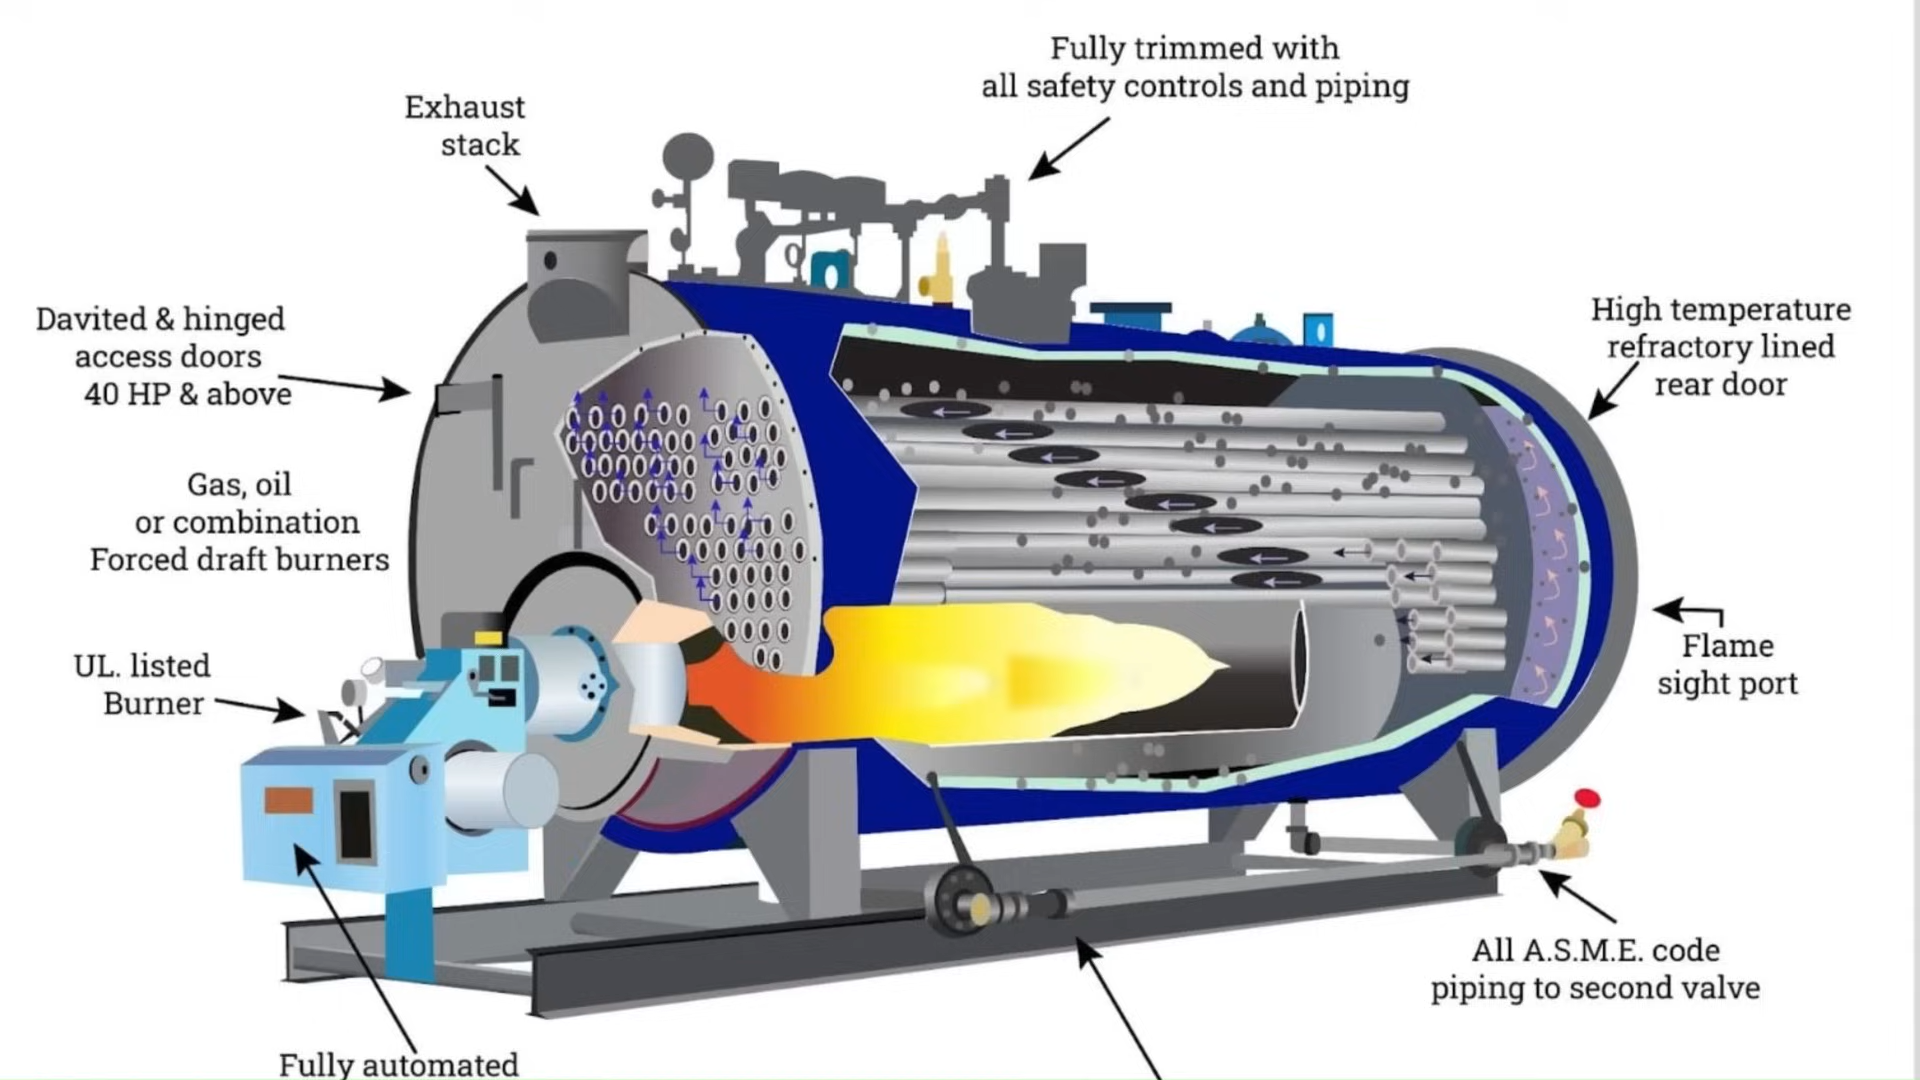 Fully trimmed with
all safety controls and piping
Exhaust
stack
Davited & hinged
access doors
40 HP & above
High temperature
refractory lined
rear door
Gas, oil
or combination
Forced draft burners
UL. listed
Burner
Flame
sight port
All A.S.M.E. code
piping to second valve
Fully automated